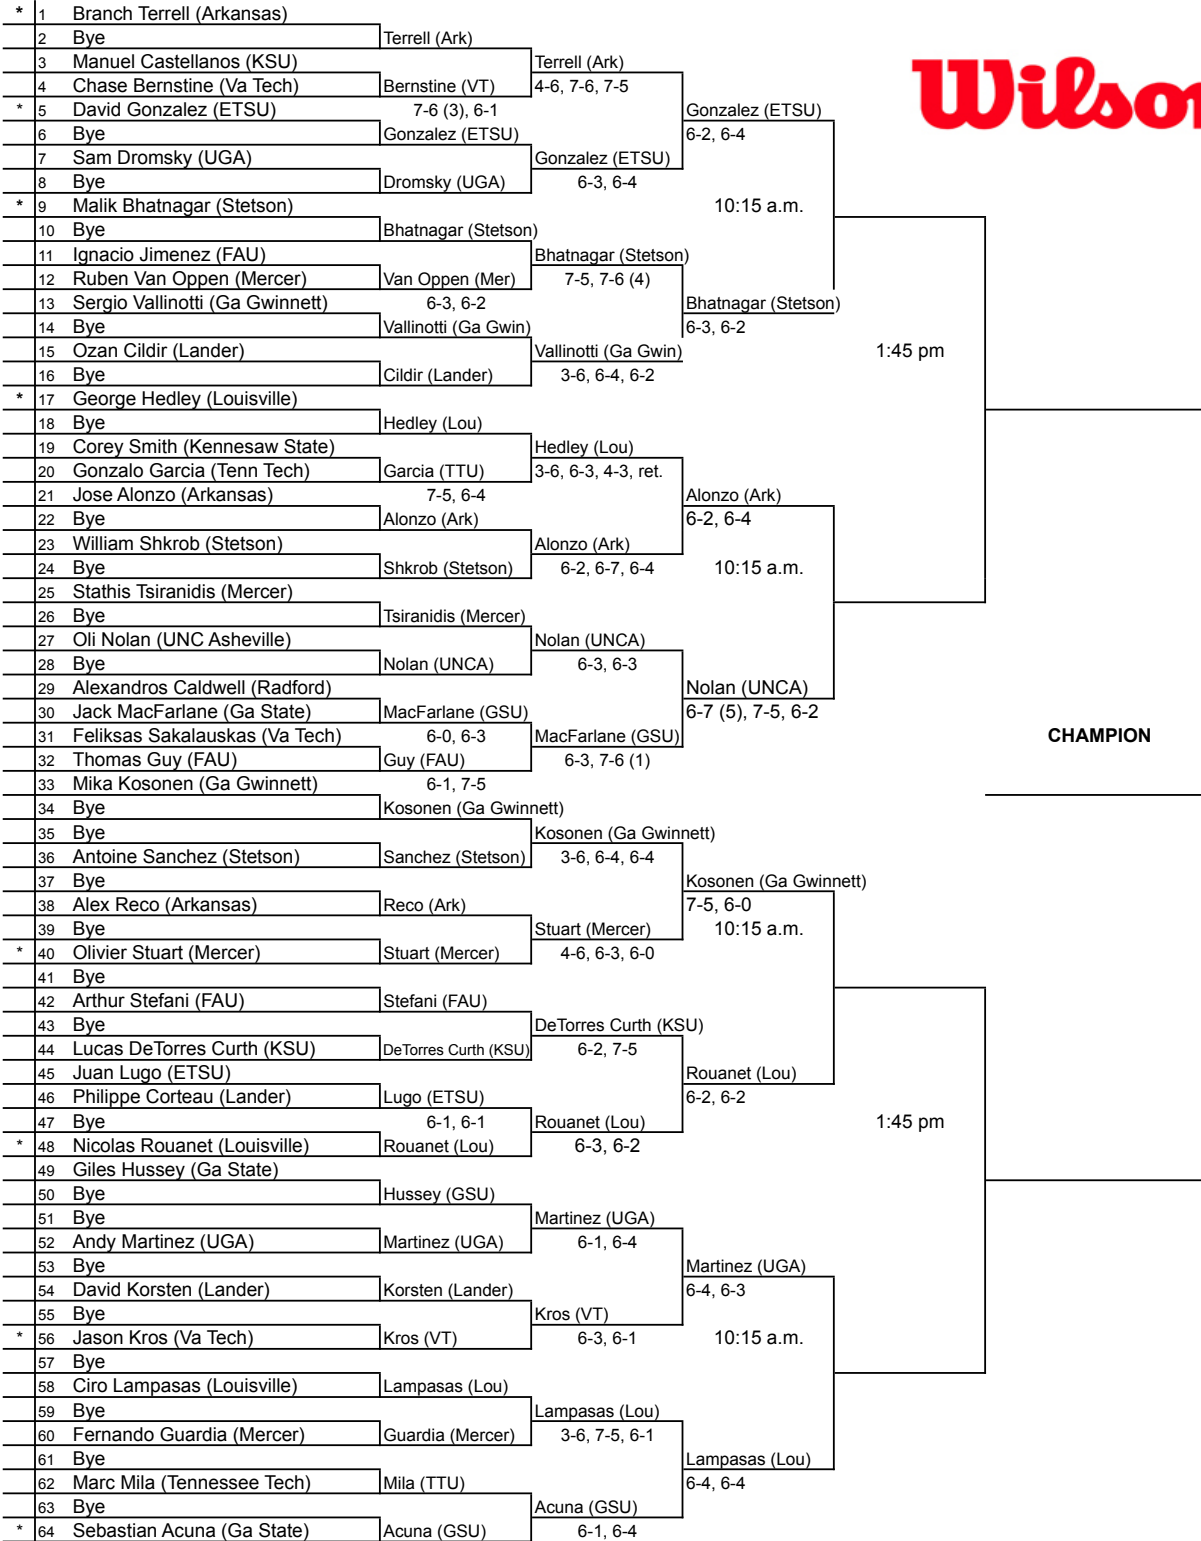 * 1 Branch Terrell (Arkansas)
2 Bye Terrell (Ark)
3 Manuel Castellanos (KSU) Terrell (Ark)
4 Chase Bernstine (Va Tech) Bernstine (VT) 4-6, 7-6, 7-5
Wilson
* 5 David Gonzalez (ETSU) 7-6 (3), 6-1 Gonzalez (ETSU)
6 Bye Gonzalez (ETSU) 6-2, 6-4
7 Sam Dromsky (UGA) Gonzalez (ETSU)
8 Bye Dromsky (UGA) 6-3, 6-4
* 9 Malik Bhatnagar (Stetson) 10:15 a.m.
10 Bye Bhatnagar (Stetson)
11 Ignacio Jimenez (FAU) Bhatnagar (Stetson)
12 Ruben Van Oppen (Mercer) Van Oppen (Mer) 7-5, 7-6 (4)
13 Sergio Vallinotti (Ga Gwinnett) 6-3, 6-2 Bhatnagar (Stetson)
14 Bye Vallinotti (Ga Gwin) 6-3, 6-2
15 Ozan Cildir (Lander) Vallinotti (Ga Gwin) 1:45 pm
16 Bye Cildir (Lander) 3-6, 6-4, 6-2
* 17 George Hedley (Louisville)
18 Bye Hedley (Lou)
19 Corey Smith (Kennesaw State) Hedley (Lou)
20 Gonzalo Garcia (Tenn Tech) Garcia (TTU) 3-6, 6-3, 4-3, ret.
21 Jose Alonzo (Arkansas) 7-5, 6-4 Alonzo (Ark)
22 Bye Alonzo (Ark) 6-2, 6-4
23 William Shkrob (Stetson) Alonzo (Ark)
24 Bye Shkrob (Stetson) 6-2, 6-7, 6-4 10:15 a.m.
25 Stathis Tsiranidis (Mercer)
26 Bye Tsiranidis (Mercer)
27 Oli Nolan (UNC Asheville) Nolan (UNCA)
28 Bye Nolan (UNCA) 6-3, 6-3
29 Alexandros Caldwell (Radford) Nolan (UNCA)
30 Jack MacFarlane (Ga State) MacFarlane (GSU) 6-7 (5), 7-5, 6-2
31 Feliksas Sakalauskas (Va Tech) 6-0, 6-3 MacFarlane (GSU) CHAMPION
32 Thomas Guy (FAU) Guy (FAU) 6-3, 7-6 (1)
33 Mika Kosonen (Ga Gwinnett) 6-1, 7-5
34 Bye Kosonen (Ga Gwinnett)
35 Bye Kosonen (Ga Gwinnett)
36 Antoine Sanchez (Stetson) Sanchez (Stetson) 3-6, 6-4, 6-4
37 Bye Kosonen (Ga Gwinnett)
38 Alex Reco (Arkansas) Reco (Ark) 7-5, 6-0
39 Bye Stuart (Mercer) 10:15 a.m.
* 40 Olivier Stuart (Mercer) Stuart (Mercer) 4-6, 6-3, 6-0
41 Bye
42 Arthur Stefani (FAU) Stefani (FAU)
43 Bye DeTorres Curth (KSU)
44 Lucas DeTorres Curth (KSU) DeTorres Curth (KSU) 6-2, 7-5
45 Juan Lugo (ETSU) Rouanet (Lou)
46 Philippe Corteau (Lander) Lugo (ETSU) 6-2, 6-2
47 Bye 6-1, 6-1 Rouanet (Lou) 1:45 pm
* 48 Nicolas Rouanet (Louisville) Rouanet (Lou) 6-3, 6-2
49 Giles Hussey (Ga State)
50 Bye Hussey (GSU)
51 Bye Martinez (UGA)
52 Andy Martinez (UGA) Martinez (UGA) 6-1, 6-4
53 Bye Martinez (UGA)
54 David Korsten (Lander) Korsten (Lander) 6-4, 6-3
55 Bye Kros (VT)
* 56 Jason Kros (Va Tech) Kros (VT) 6-3, 6-1 10:15 a.m.
57 Bye
58 Ciro Lampasas (Louisville) Lampasas (Lou)
59 Bye Lampasas (Lou)
60 Fernando Guardia (Mercer) Guardia (Mercer) 3-6, 7-5, 6-1
61 Bye Lampasas (Lou)
62 Marc Mila (Tennessee Tech) Mila (TTU) 6-4, 6-4
63 Bye Acuna (GSU)
* 64 Sebastian Acuna (Ga State) Acuna (GSU) 6-1, 6-4